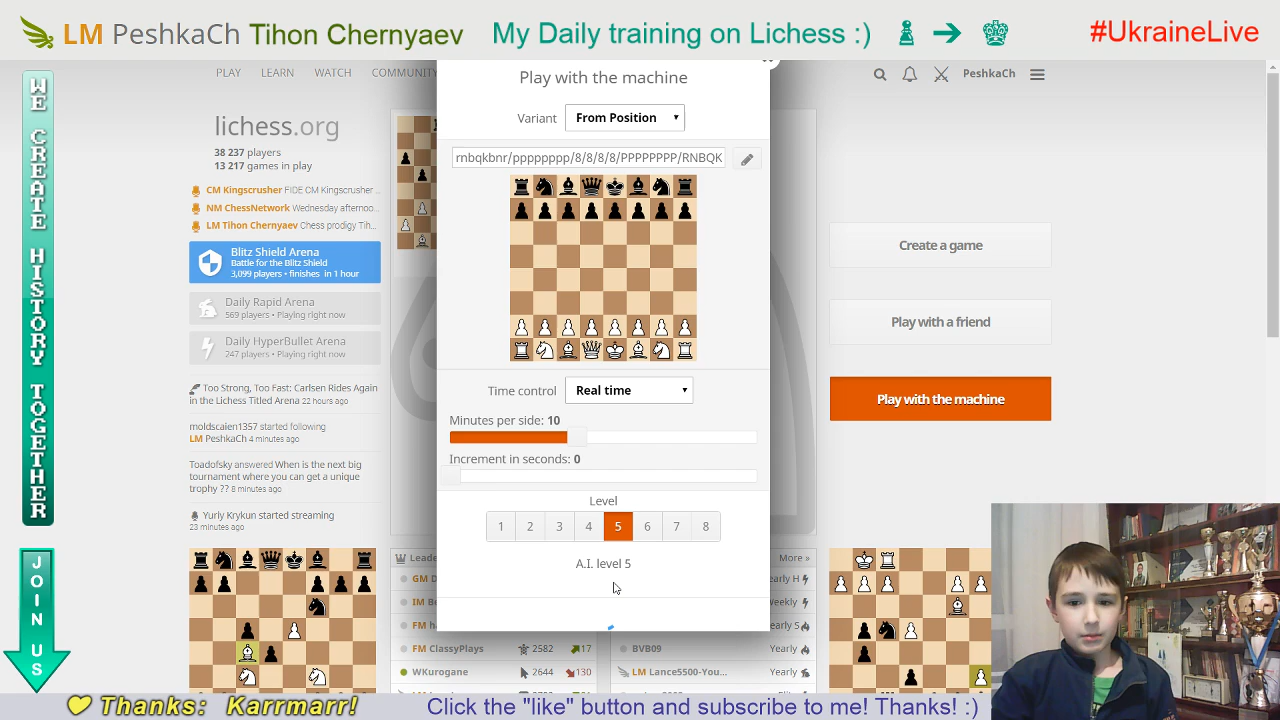 LM PeshkaCh Tihon Chernyaev
My Daily training on Lichess :)
#UkraineLive
WE CREATE HISTORY TOGETHER
JOIN US
PLAY LEARN WATCH COMMUNITY
PeshkaCh
lichess.org
38 237 players
13 217 games in play
CM Kingscrusher FIDE CM Kingscrusher ...
NM ChessNetwork Wednesday afternoo...
LM Tihon Chernyaev Chess prodigy Tih...
Blitz Shield Arena
Battle for the Blitz Shield
3,099 players • finishes in 1 hour
Daily Rapid Arena
569 players • Playing right now
Daily HyperBullet Arena
247 players • Playing right now
Too Strong, Too Fast: Carlsen Rides Again
in the Lichess Titled Arena 22 hours ago
moldscaien1357 started following
LM PeshkaCh 4 minutes ago
Toadofsky answered When is the next big
tournament where you can get a unique
trophy ?? 8 minutes ago
Yuriy Krykun started streaming
23 minutes ago
Play with the machine
Variant From Position
rnbqkbnr/pppppppp/8/8/8/8/PPPPPPPP/RNBQK
Time control Real time
Minutes per side: 10
Increment in seconds: 0
Level
1 2 3 4 5 6 7 8
A.I. level 5
Create a game
Play with a friend
Play with the machine
Leade
More »
GM D
IM B
FM h
FM ClassyPlays 2582 17
WKurogane 2644 130
early H
Weekly
early S
BVB09 Yearly
LM Lance5500-You... Yearly
Thanks: Karrmarr!
Click the "like" button and subscribe to me! Thanks! :)